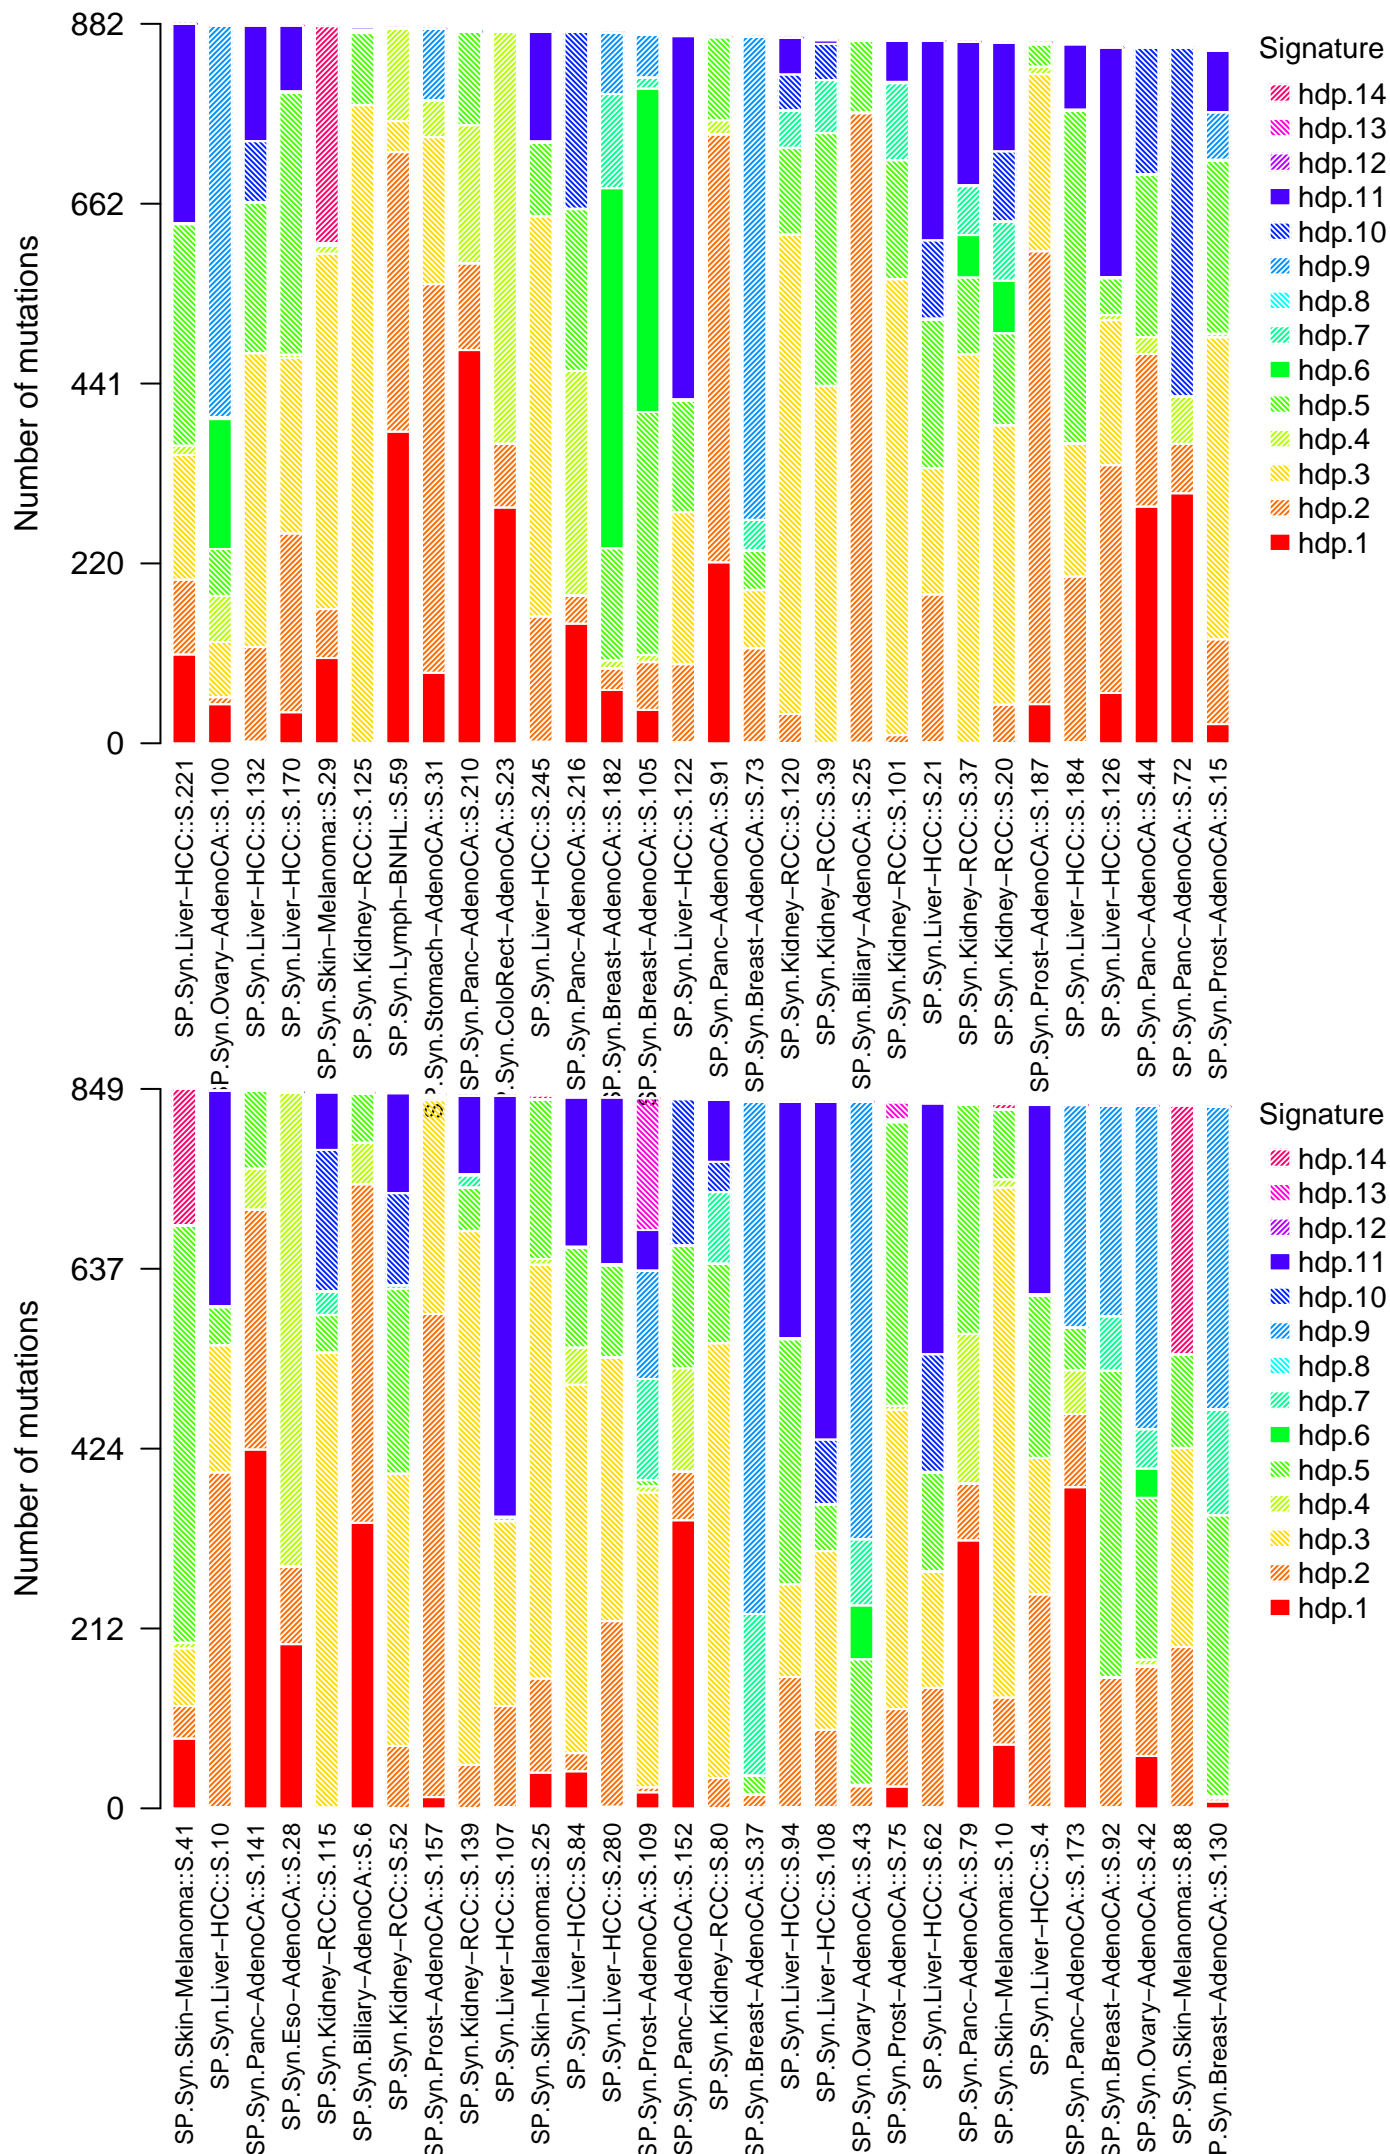 Number of mutations
882
662
441
220
0
Signature
hdp.14
hdp.13
hdp.12
hdp.11
hdp.10
hdp.9
hdp.8
hdp.7
hdp.6
hdp.5
hdp.4
hdp.3
hdp.2
hdp.1
SP.Syn.Liver−HCC::S.221
SP.Syn.Ovary−AdenoCA::S.100
SP.Syn.Liver−HCC::S.132
SP.Syn.Liver−HCC::S.170
SP.Syn.Skin−Melanoma::S.29
SP.Syn.Kidney−RCC::S.125
SP.Syn.Lymph−BNHL::S.59
SP.Syn.Stomach−AdenoCA::S.31
SP.Syn.Panc−AdenoCA::S.210
SP.Syn.ColoRect−AdenoCA::S.23
SP.Syn.Liver−HCC::S.245
SP.Syn.Panc−AdenoCA::S.216
SP.Syn.Breast−AdenoCA::S.182
SP.Syn.Breast−AdenoCA::S.105
SP.Syn.Liver−HCC::S.122
SP.Syn.Panc−AdenoCA::S.91
SP.Syn.Breast−AdenoCA::S.73
SP.Syn.Kidney−RCC::S.120
SP.Syn.Kidney−RCC::S.39
SP.Syn.Biliary−AdenoCA::S.25
SP.Syn.Kidney−RCC::S.101
SP.Syn.Liver−HCC::S.21
SP.Syn.Kidney−RCC::S.37
SP.Syn.Kidney−RCC::S.20
SP.Syn.Prost−AdenoCA::S.187
SP.Syn.Liver−HCC::S.184
SP.Syn.Liver−HCC::S.126
SP.Syn.Panc−AdenoCA::S.44
SP.Syn.Panc−AdenoCA::S.72
SP.Syn.Prost−AdenoCA::S.15
Number of mutations
849
637
424
212
0
Signature
hdp.14
hdp.13
hdp.12
hdp.11
hdp.10
hdp.9
hdp.8
hdp.7
hdp.6
hdp.5
hdp.4
hdp.3
hdp.2
hdp.1
SP.Syn.Skin−Melanoma::S.41
SP.Syn.Liver−HCC::S.10
SP.Syn.Panc−AdenoCA::S.141
SP.Syn.Eso−AdenoCA::S.28
SP.Syn.Kidney−RCC::S.115
SP.Syn.Biliary−AdenoCA::S.6
SP.Syn.Kidney−RCC::S.52
SP.Syn.Prost−AdenoCA::S.157
SP.Syn.Kidney−RCC::S.139
SP.Syn.Liver−HCC::S.107
SP.Syn.Skin−Melanoma::S.25
SP.Syn.Liver−HCC::S.84
SP.Syn.Liver−HCC::S.280
SP.Syn.Prost−AdenoCA::S.109
SP.Syn.Panc−AdenoCA::S.152
SP.Syn.Kidney−RCC::S.80
SP.Syn.Breast−AdenoCA::S.37
SP.Syn.Liver−HCC::S.94
SP.Syn.Liver−HCC::S.108
SP.Syn.Ovary−AdenoCA::S.43
SP.Syn.Prost−AdenoCA::S.75
SP.Syn.Liver−HCC::S.62
SP.Syn.Panc−AdenoCA::S.79
SP.Syn.Skin−Melanoma::S.10
SP.Syn.Liver−HCC::S.4
SP.Syn.Panc−AdenoCA::S.173
SP.Syn.Breast−AdenoCA::S.92
SP.Syn.Ovary−AdenoCA::S.42
SP.Syn.Skin−Melanoma::S.88
P.Syn.Breast−AdenoCA::S.130